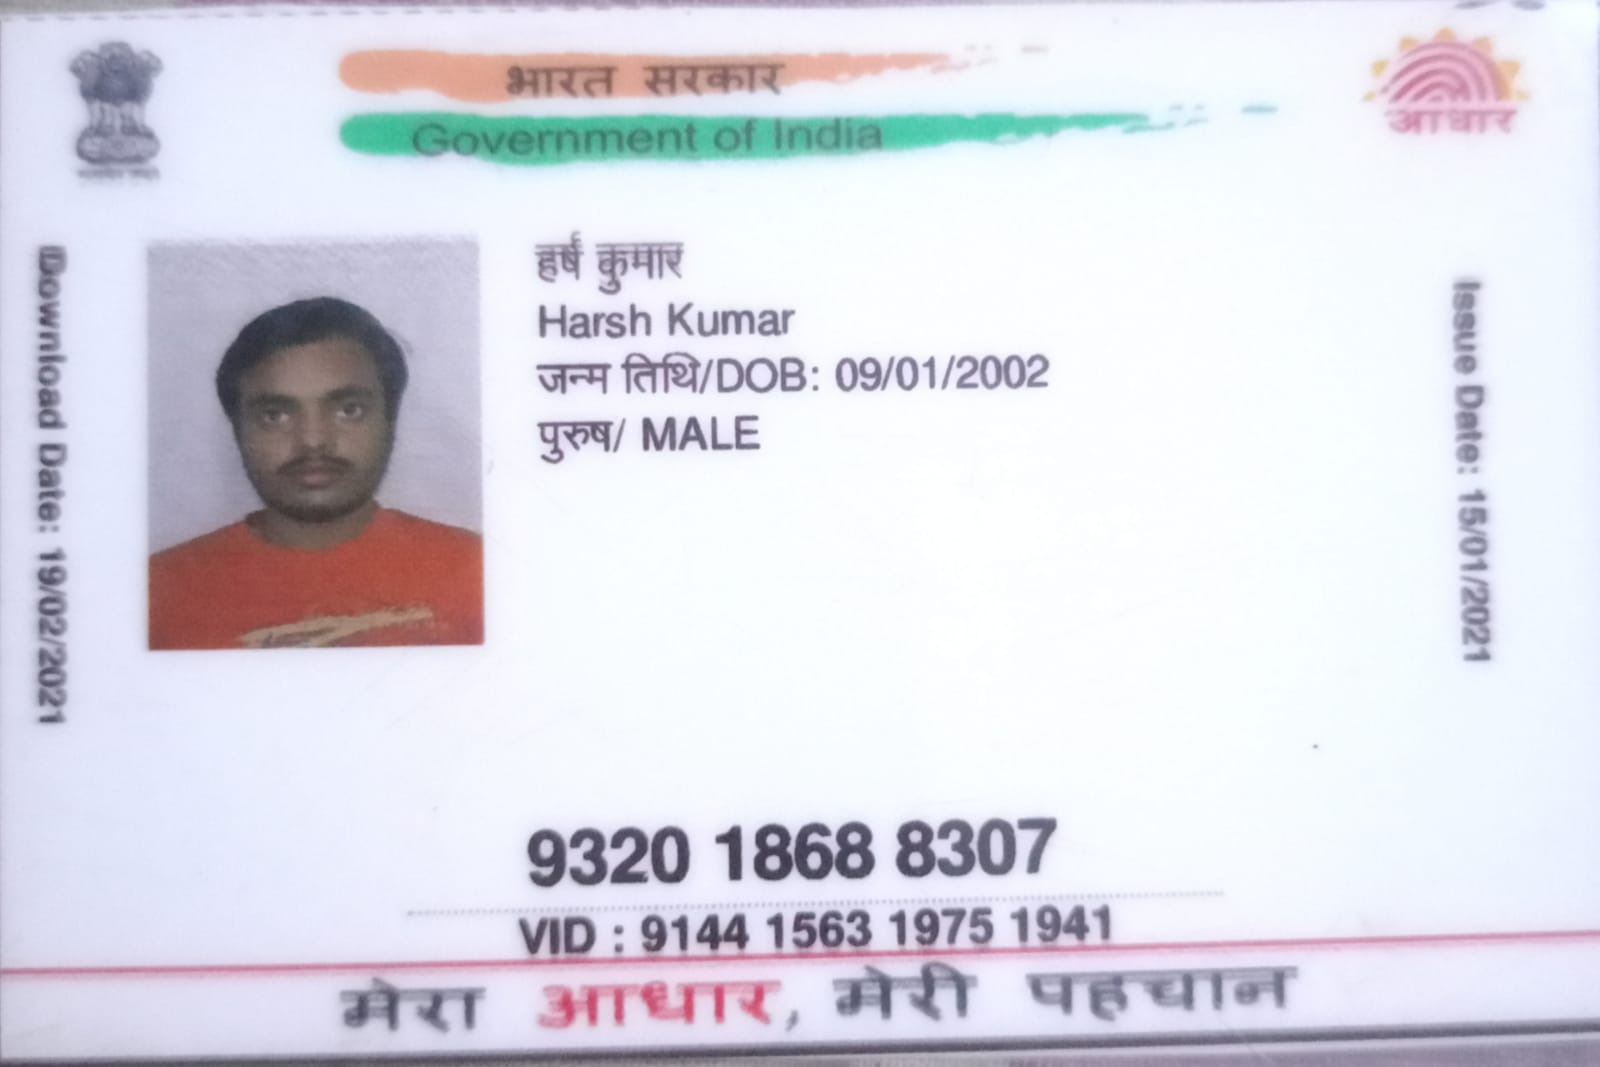 भारत सरकार
Government of India
आधार
Download Date: 19/02/2021
हर्ष कुमार
Harsh Kumar
जन्म तिथि/DOB: 09/01/2002
पुरुष/ MALE
Issue Date: 15/01/2021
9320 1868 8307
VID : 9144 1563 1975 1941
मेरा आधार, मेरी पहचान